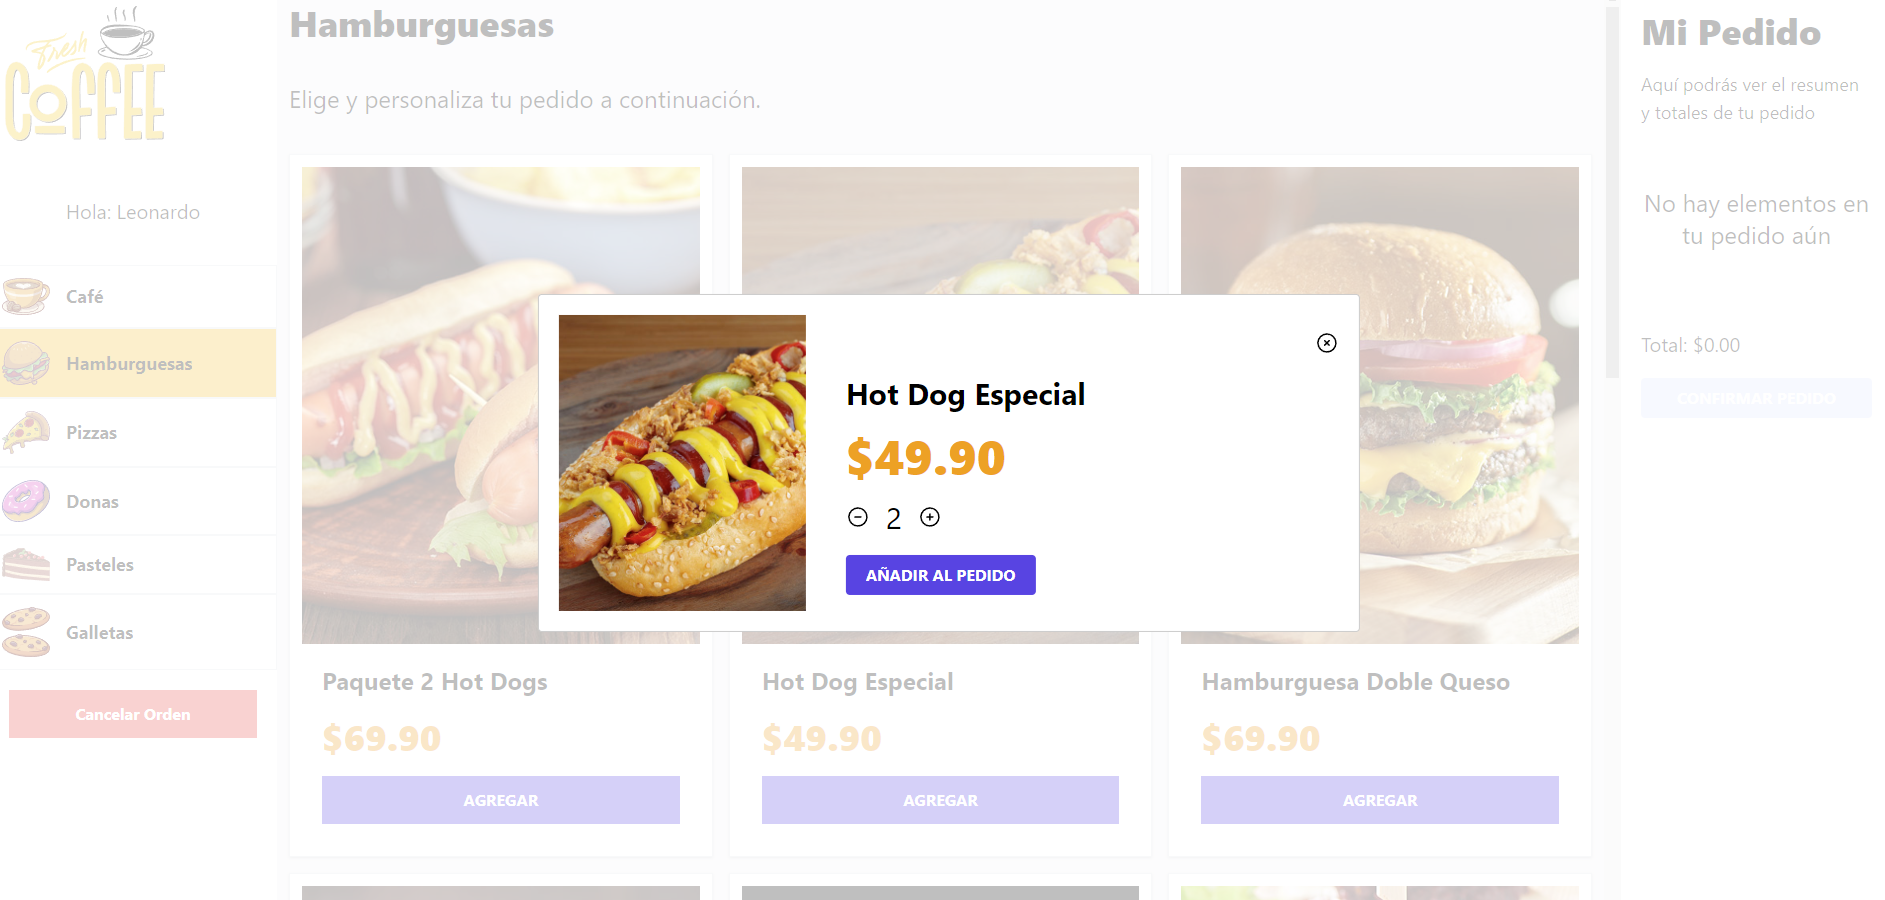 Fresh
COFFEE
Hola: Leonardo
Café
Hamburguesas
Pizzas
Donas
Pasteles
Galletas
Cancelar Orden
Hamburguesas
Elige y personaliza tu pedido a continuación.
Hot Dog Especial
$49.90
2
AÑADIR AL PEDIDO
Paquete 2 Hot Dogs
$69.90
AGREGAR
Hot Dog Especial
$49.90
AGREGAR
Hamburguesa Doble Queso
$69.90
AGREGAR
Mi Pedido
Aquí podrás ver el resumen
y totales de tu pedido
No hay elementos en
tu pedido aún
Total: $0.00
CONFIRMAR PEDIDO